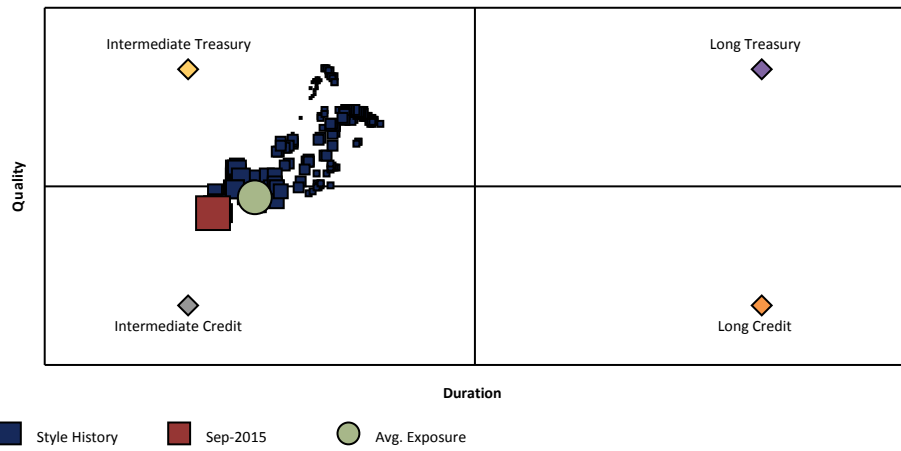 Intermediate Treasury
Long Treasury
Quality
Intermediate Credit
Long Credit
Duration
Style History
Sep-2015
Avg. Exposure